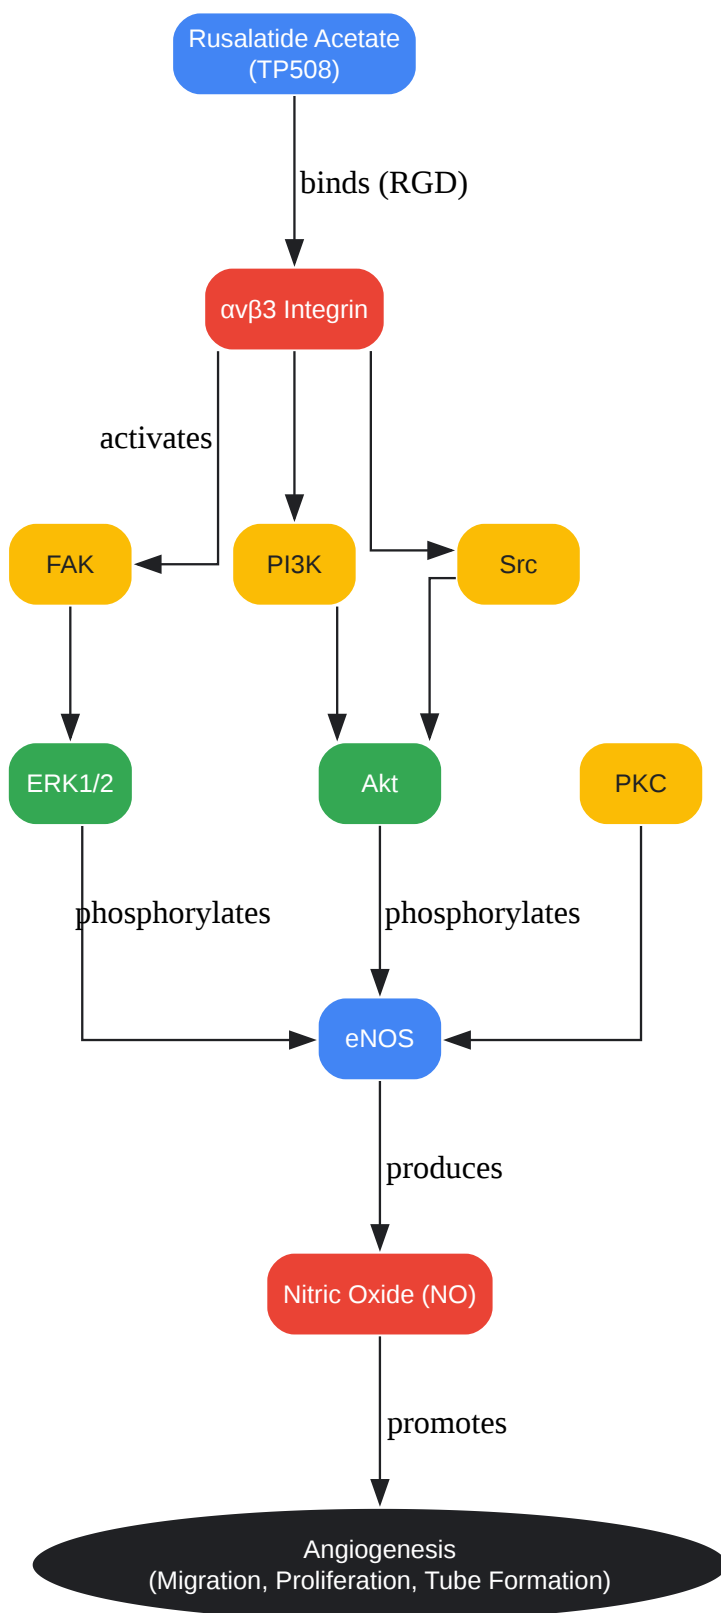 Rusalatide Acetate
(TP508)
binds (RGD)
αvβ3 Integrin
activates
FAK
PI3K
Src
ERK1/2
Akt
PKC
phosphorylates
phosphorylates
eNOS
produces
Nitric Oxide (NO)
promotes
Angiogenesis
(Migration, Proliferation, Tube Formation)